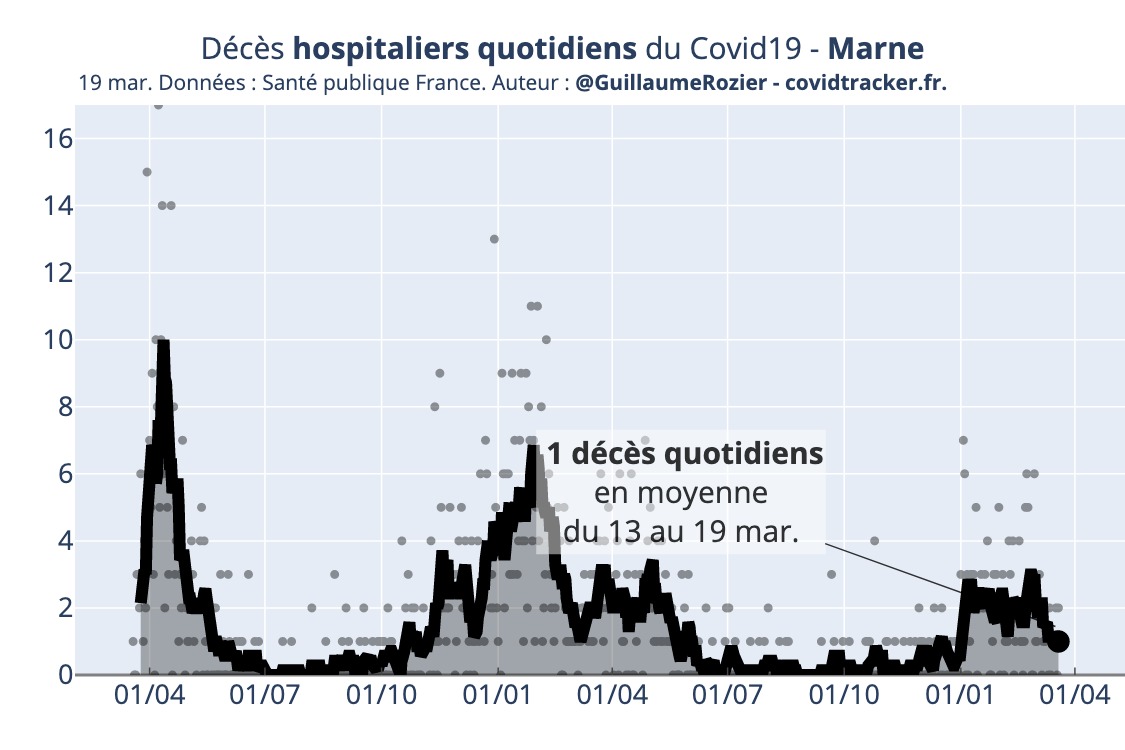 Décès hospitaliers quotidiens du Covid19 - Marne
19 mar. Données : Santé publique France. Auteur : @GuillaumeRozier - covidtracker.fr.
16
14
12
10
8
6
4
2
0
1 décès quotidiens
en moyenne
du 13 au 19 mar.
01/04 01/07 01/10 01/01 01/04 01/07 01/10 01/01 01/04